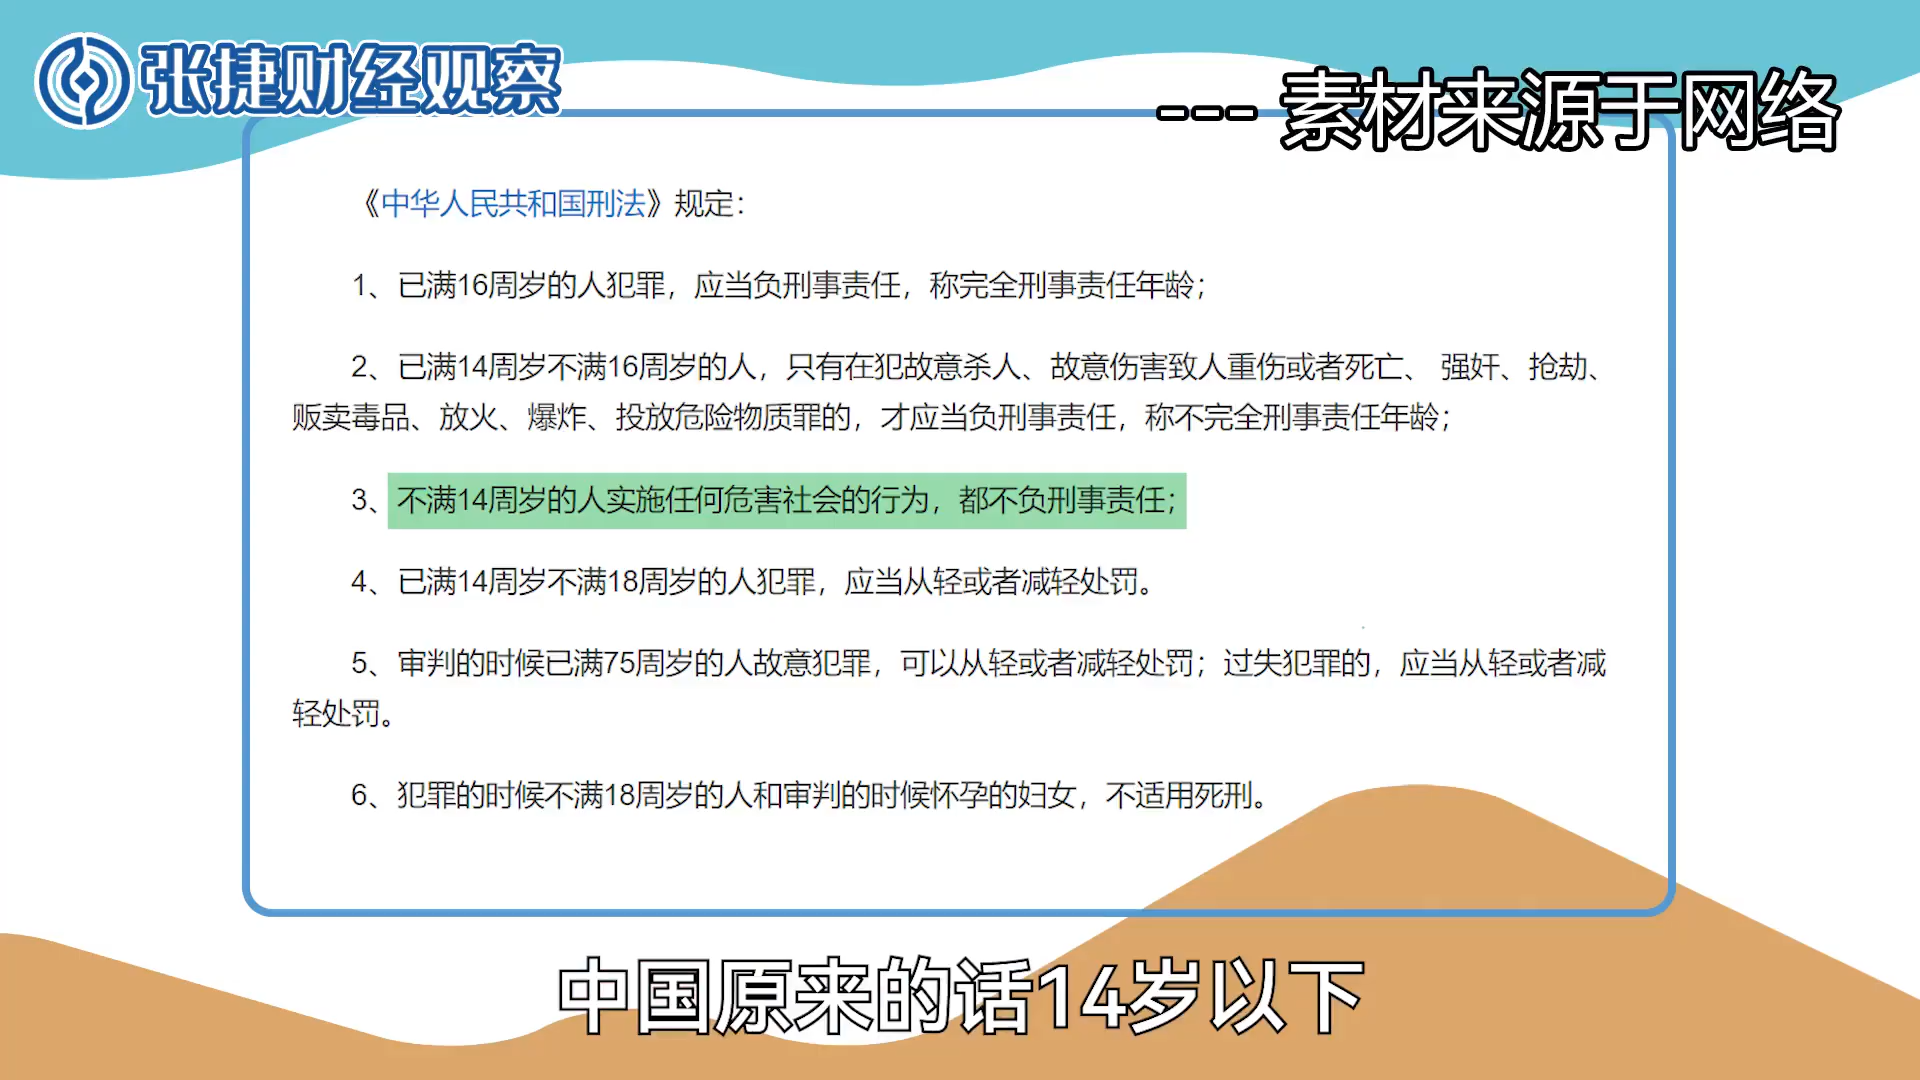 张捷财经观察
--- 素材来源于网络
《中华人民共和国刑法》规定：
1、已满16周岁的人犯罪，应当负刑事责任，称完全刑事责任年龄；
2、已满14周岁不满16周岁的人，只有在犯故意杀人、故意伤害致人重伤或者死亡、 强奸、抢劫、
贩卖毒品、放火、爆炸、投放危险物质罪的，才应当负刑事责任，称不完全刑事责任年龄；
3、不满14周岁的人实施任何危害社会的行为，都不负刑事责任；
4、已满14周岁不满18周岁的人犯罪，应当从轻或者减轻处罚。
5、审判的时候已满75周岁的人故意犯罪，可以从轻或者减轻处罚；过失犯罪的，应当从轻或者减
轻处罚。
6、犯罪的时候不满18周岁的人和审判的时候怀孕的妇女，不适用死刑。
中国原来的话14岁以下